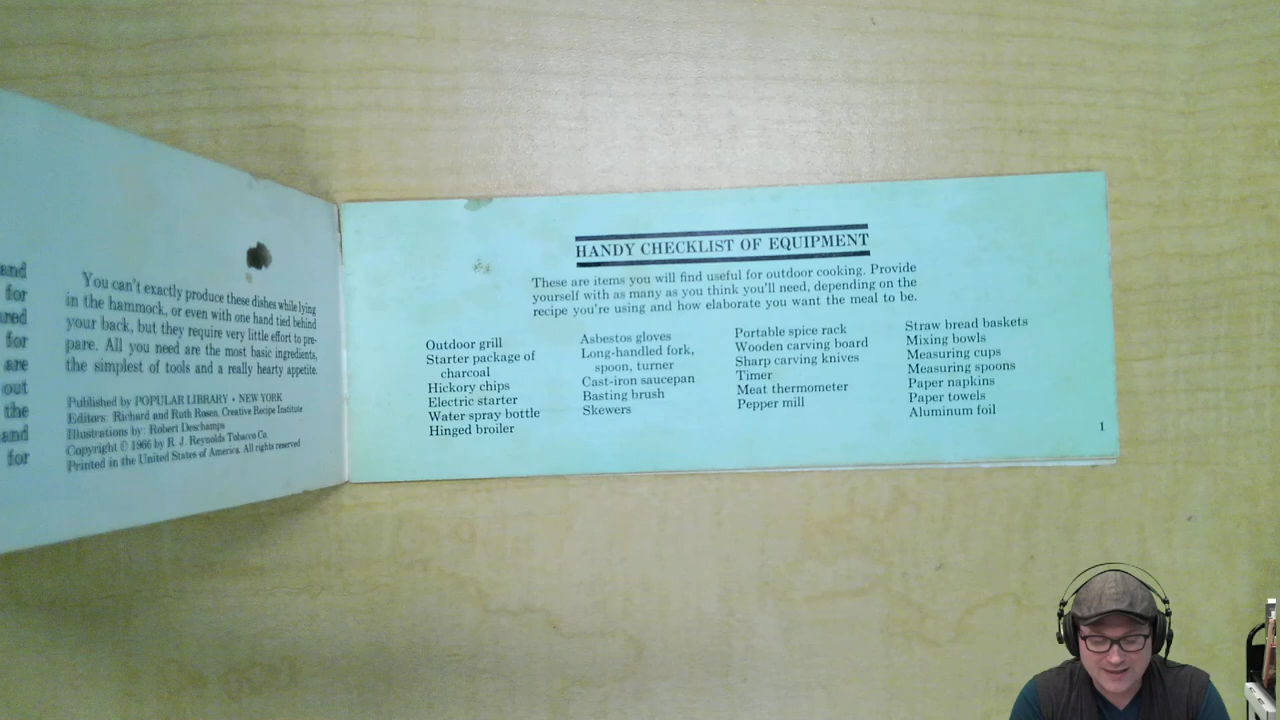 and
for
ured
for
are
out
the
and
for
You can't exactly produce these dishes while lying
in the hammock, or even with one hand tied behind
your back, but they require very little effort to pre-
pare. All you need are the most basic ingredients,
the simplest of tools and a really hearty appetite.
Published by POPULAR LIBRARY • NEW YORK
Editors: Richard and Ruth Rosen, Creative Recipe Institute
Illustrations by: Robert Deschamps
Copyright © 1966 by R. J. Reynolds Tobacco Co.
Printed in the United States of America. All rights reserved
HANDY CHECKLIST OF EQUIPMENT
These are items you will find useful for outdoor cooking. Provide
yourself with as many as you think you'll need, depending on the
recipe you're using and how elaborate you want the meal to be.
Outdoor grill
Starter package of
charcoal
Hickory chips
Electric starter
Water spray bottle
Hinged broiler
Asbestos gloves
Long-handled fork,
spoon, turner
Cast-iron saucepan
Basting brush
Skewers
Portable spice rack
Wooden carving board
Sharp carving knives
Timer
Meat thermometer
Pepper mill
Straw bread baskets
Mixing bowls
Measuring cups
Measuring spoons
Paper napkins
Paper towels
Aluminum foil
1